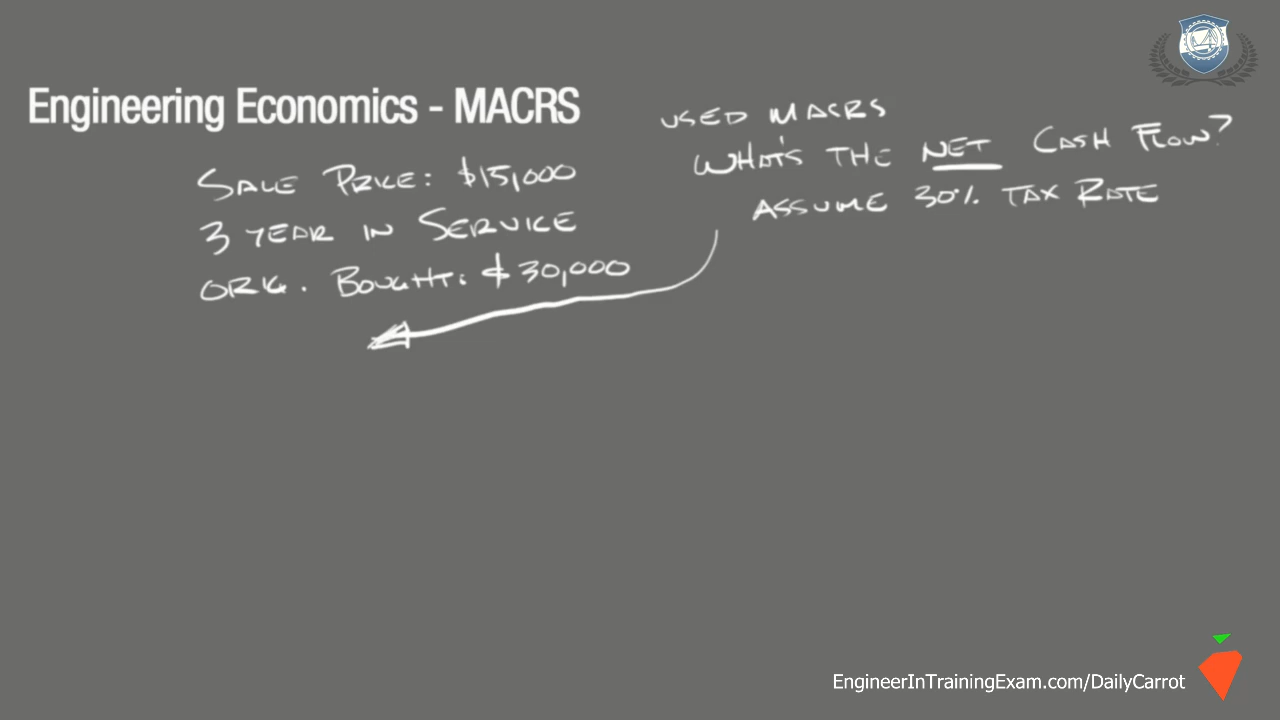 Engineering Economics - MACRS
SALE PRICE: $15,000
3 YEAR IN SERVICE
ORIG. BOUGHT: $30,000
USED MACRS
WHAT'S THE NET CASH FLOW?
ASSUME 30% TAX RATE
EngineerInTrainingExam.com/DailyCarrot